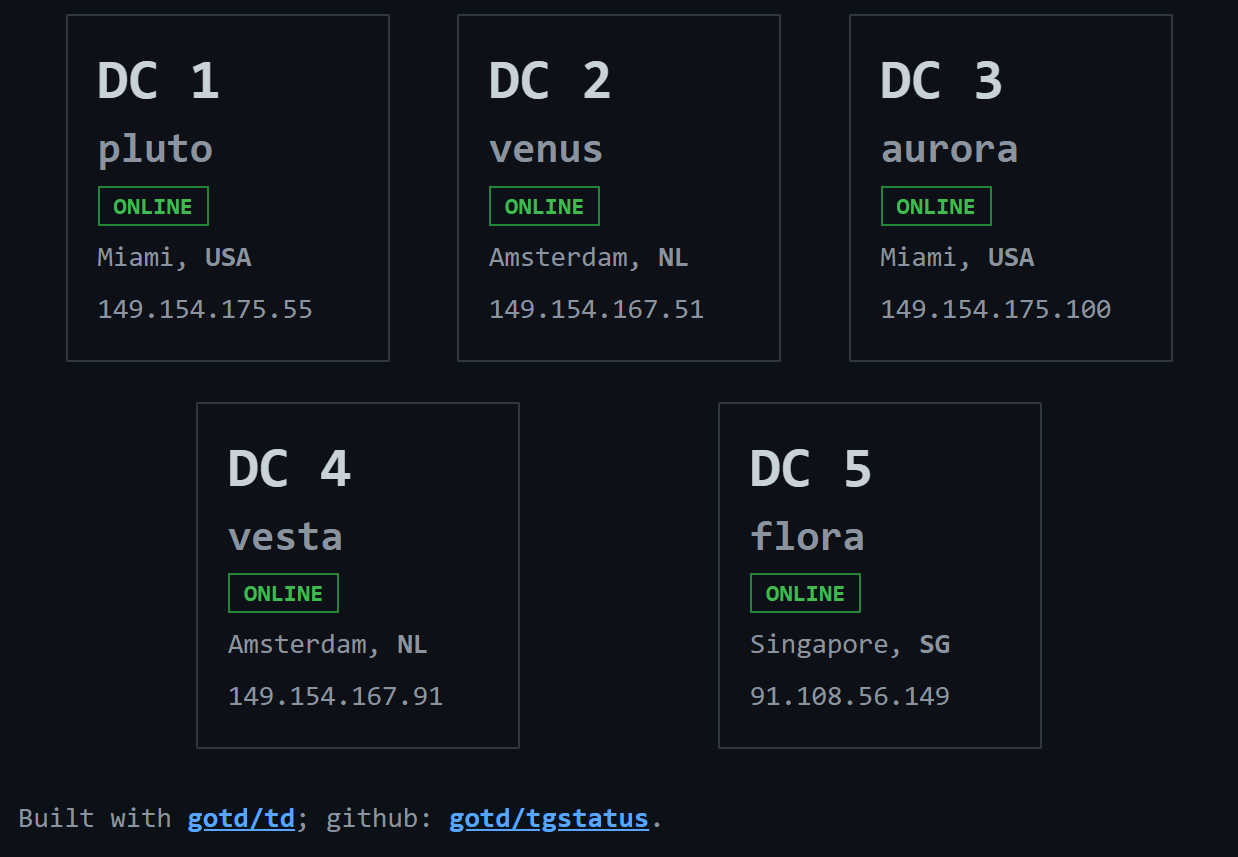 DC 1
pluto
ONLINE
Miami, USA
149.154.175.55
DC 2
venus
ONLINE
Amsterdam, NL
149.154.167.51
DC 3
aurora
ONLINE
Miami, USA
149.154.175.100
DC 4
vesta
ONLINE
Amsterdam, NL
149.154.167.91
DC 5
flora
ONLINE
Singapore, SG
91.108.56.149
Built with gotd/td; github: gotd/tgstatus.